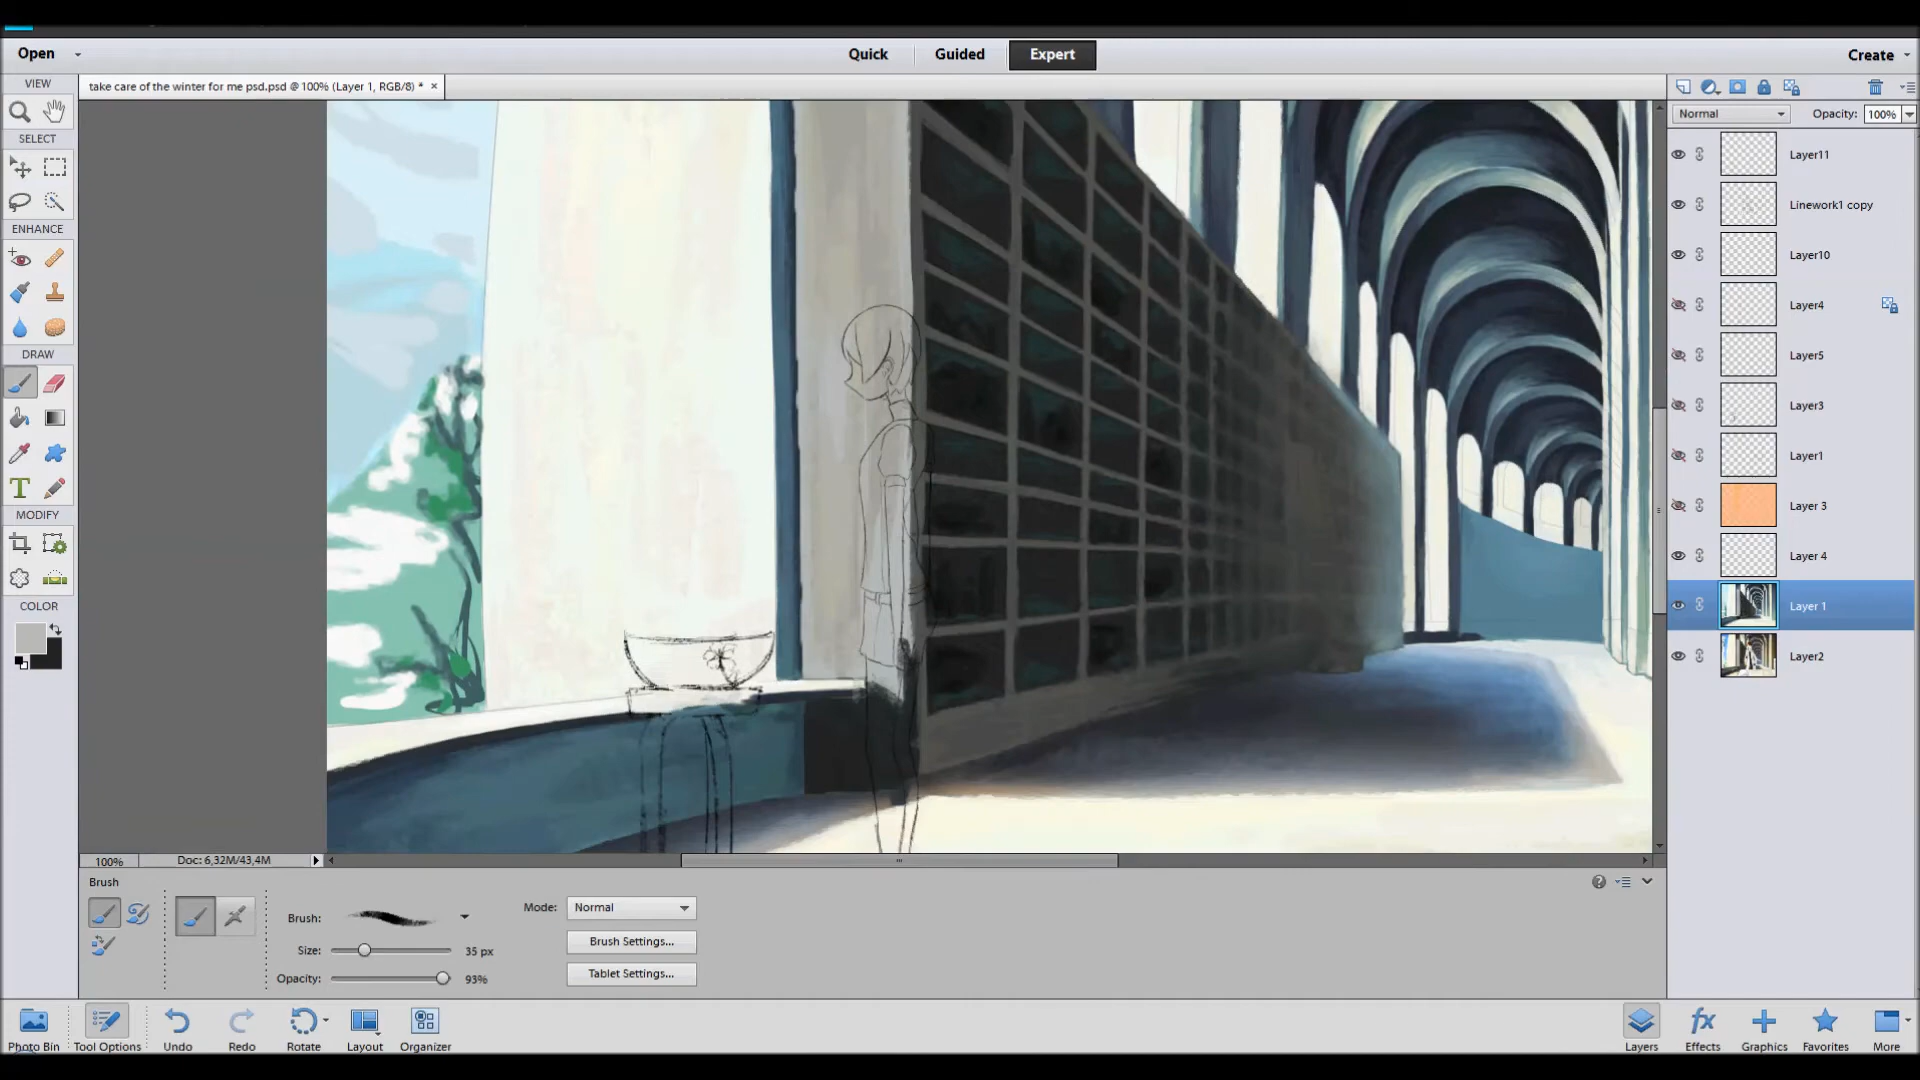 Open
Quick
Guided
Expert
Create
VIEW
take care of the winter for me psd.psd @ 100% (Layer 1, RGB/8) * ×
Normal
Opacity: 100%
SELECT
Layer11
Linework1 copy
ENHANCE
Layer10
Layer4
DRAW
Layer5
Layer3
Layer1
Layer 3
T
MODIFY
Layer 4
COLOR
Layer 1
Layer2
100%
Doc: 6,32M/43,4M
Brush
Brush:
Mode:
Normal
Size:
35 px
Brush Settings...
Opacity:
93%
Tablet Settings...
fx
Photo Bin
Tool Options
Undo
Redo
Rotate
Layout
Organizer
Layers
Effects
Graphics
Favorites
More